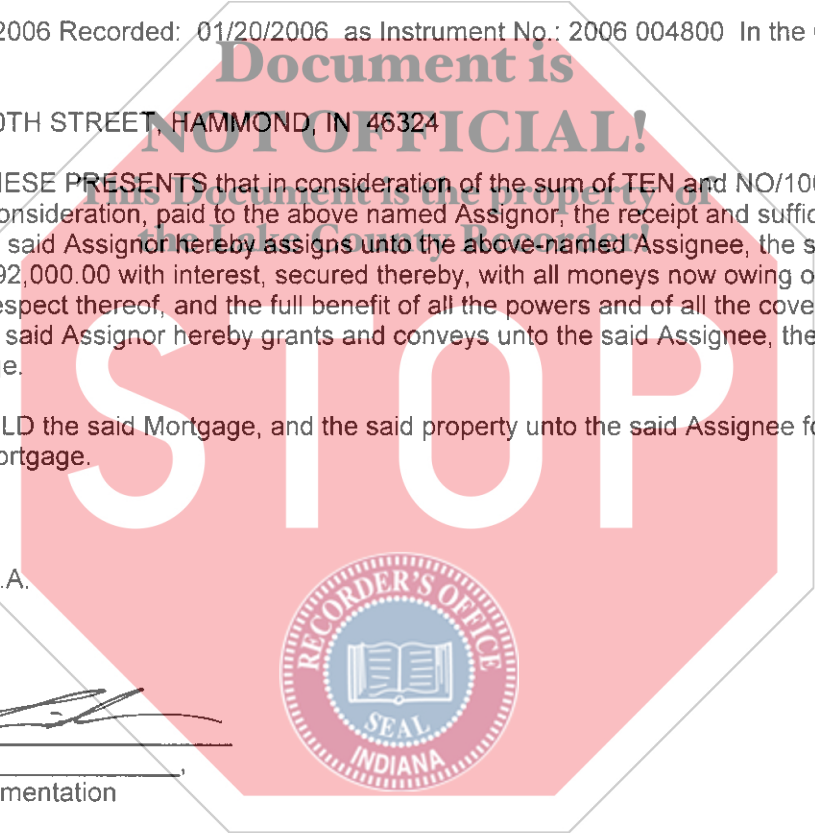 2006 Recorded: 01/20/2006 as Instrument No.: 2006 004800 In the
Document is
0TH STREET, HAMMOND, IN 46324
NOT OFFICIAL!
HESE PRESENTS that in consideration of the sum of TEN and NO/100
This Document is the property of
onsideration, paid to the above named Assignor, the receipt and suffic
the Lake County Recorder!
said Assignor hereby assigns unto the above-named Assignee, the s
92,000.00 with interest, secured thereby, with all moneys now owing o
espect thereof, and the full benefit of all the powers and of all the cove
said Assignor hereby grants and conveys unto the said Assignee, the
ge.
STOP
LD the said Mortgage, and the said property unto the said Assignee fo
ortgage.
.A.
RECORDER'S OFFICE
SEAL
INDIANA
mentation